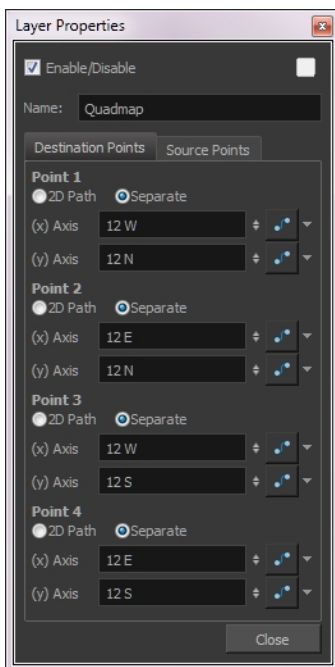 Layer Properties
Enable/Disable
Name: Quadmap
Destination Points Source Points
Point 1
2D Path Separate
(x) Axis 12 W
(y) Axis 12 N
Point 2
2D Path Separate
(x) Axis 12 E
(y) Axis 12 N
Point 3
2D Path Separate
(x) Axis 12 W
(y) Axis 12 S
Point 4
2D Path Separate
(x) Axis 12 E
(y) Axis 12 S
Close